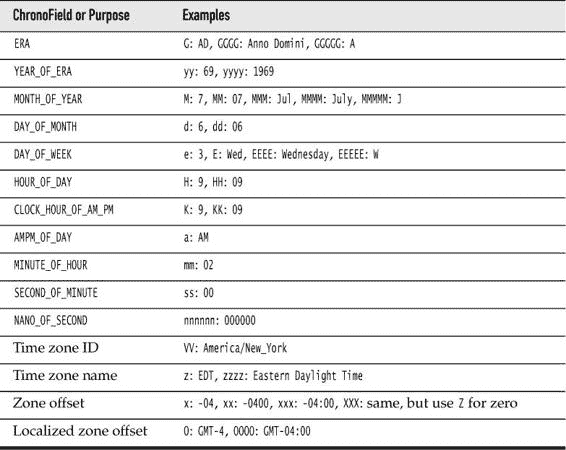 ChronoField or Purpose Examples
ERA G: AD, GGGG: Anno Domini, GGGGG: A
YEAR_OF_ERA yy: 69, yyyy: 1969
MONTH_OF_YEAR M: 7, MM: 07, MMM: Jul, MMMM: July, MMMMM: J
DAY_OF_MONTH d: 6, dd: 06
DAY_OF_WEEK e: 3, E: Wed, EEEE: Wednesday, EEEEE: W
HOUR_OF_DAY H: 9, HH: 09
CLOCK_HOUR_OF_AM_PM K: 9, KK: 09
AMPM_OF_DAY a: AM
MINUTE_OF_HOUR mm: 02
SECOND_OF_MINUTE ss: 00
NANO_OF_SECOND nnnnnn: 000000
Time zone ID VV: America/New_York
Time zone name z: EDT, zzzz: Eastern Daylight Time
Zone offset x: -04, xx: -0400, xxx: -04:00, XXX: same, but use Z for zero
Localized zone offset O: GMT-4, OOOO: GMT-04:00